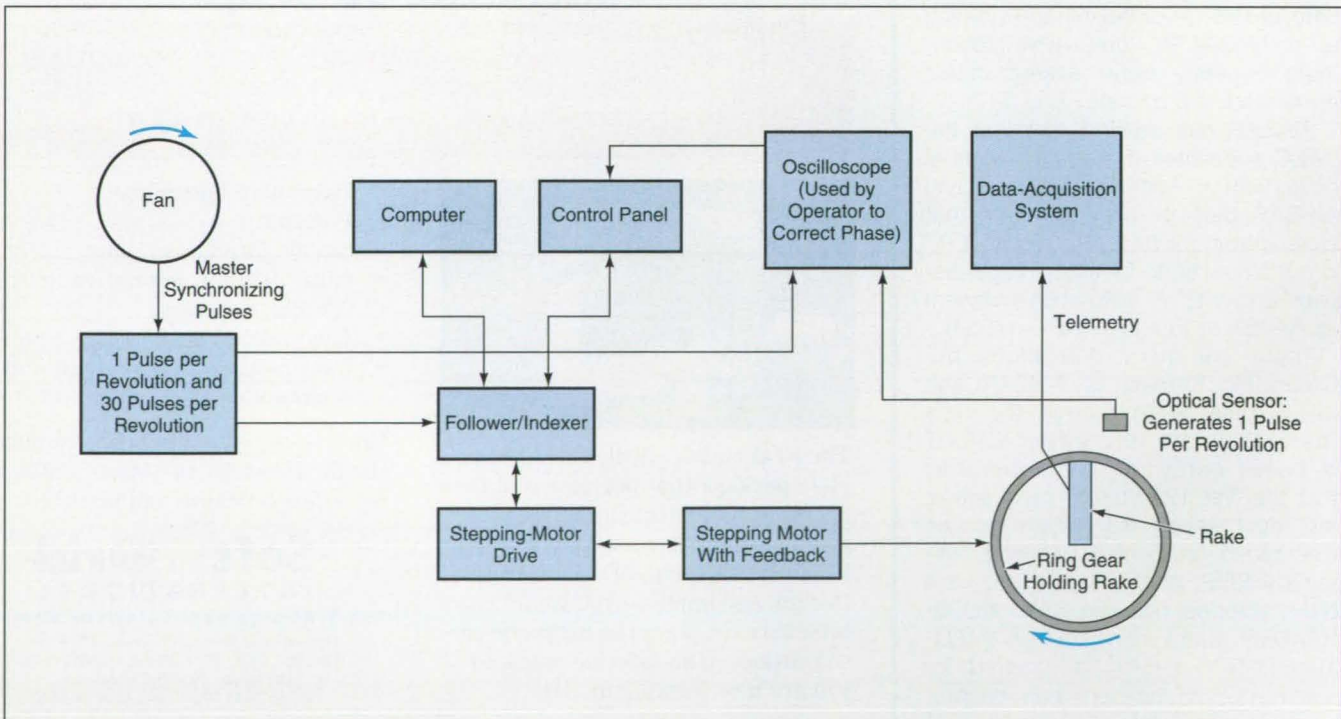 Fan
Master
Synchronizing
Pulses
1 Pulse per
Revolution and
30 Pulses per
Revolution
Computer
Control Panel
Oscilloscope
(Used by
Operator to
Correct Phase)
Data-Acquisition
System
Telemetry
Follower/Indexer
Optical Sensor:
Generates 1 Pulse
Per Revolution
Stepping-Motor
Drive
Stepping Motor
With Feedback
Rake
Ring Gear
Holding Rake